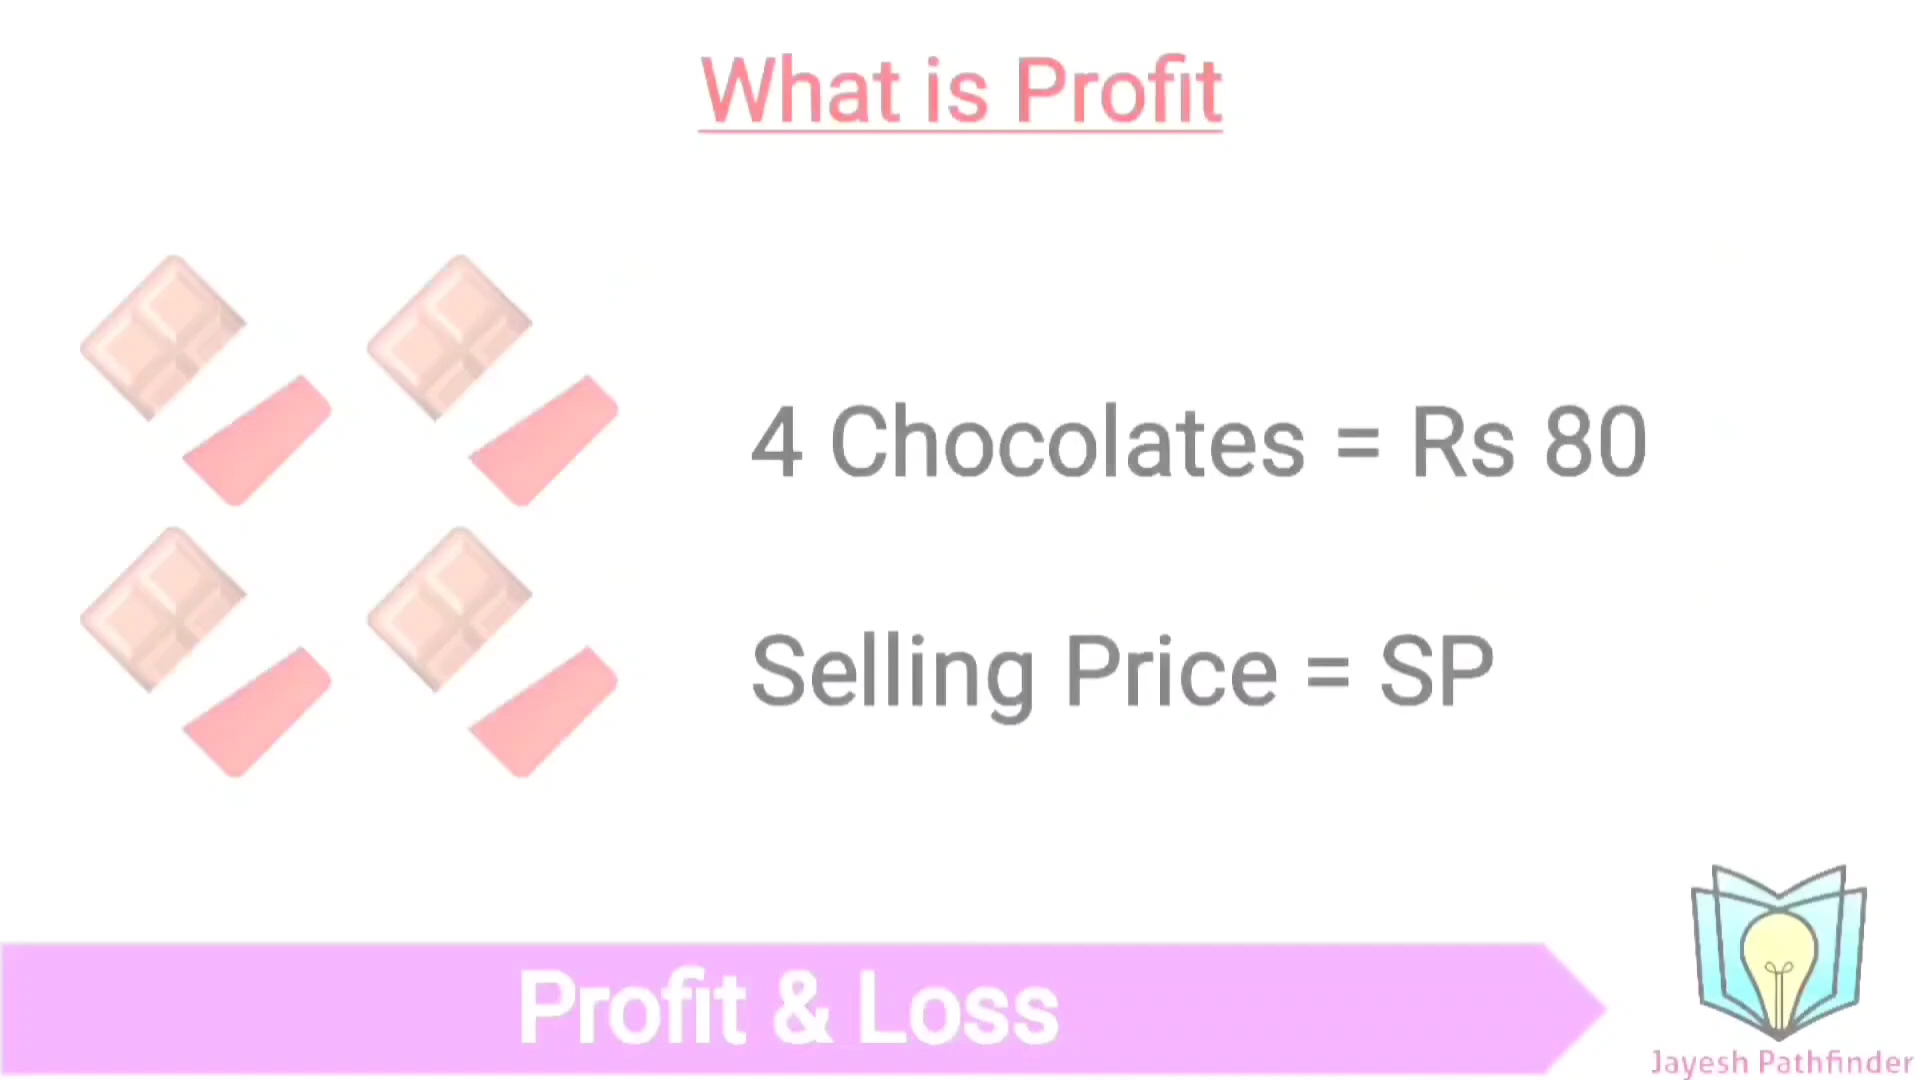 What is Profit
4 Chocolates = Rs 80
Selling Price = SP
Profit & Loss
Jayesh Pathfinder